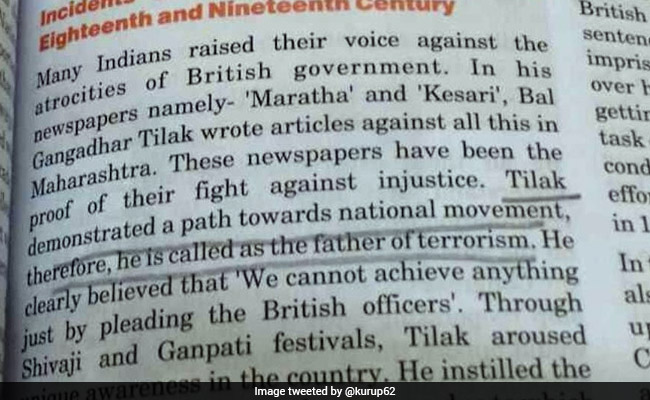 Eighteenth and Nineteenth Century
Many Indians raised their voice against the
atrocities of British government. In his
newspapers namely- 'Maratha' and 'Kesari', Bal
Gangadhar Tilak wrote articles against all this in
Maharashtra. These newspapers have been the
proof of their fight against injustice. Tilak
demonstrated a path towards national movement,
therefore, he is called as the father of terrorism. He
clearly believed that 'We cannot achieve anything
just by pleading the British officers'. Through
Shivaji and Ganpati festivals, Tilak aroused
unique awareness in the country. He instilled the
British
senten
impris
over
gettin
task
cond
effo
in 1
In
als
up
C
Image tweeted by @kurup62